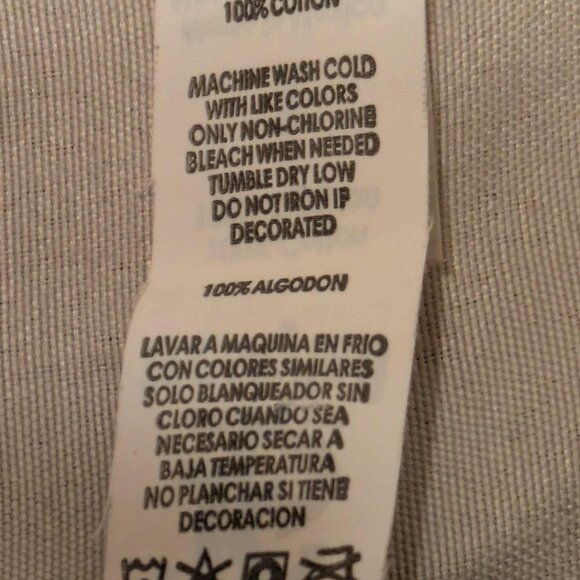 100% COTTON
MACHINE WASH COLD
WITH LIKE COLORS
ONLY NON-CHLORINE
BLEACH WHEN NEEDED
TUMBLE DRY LOW
DO NOT IRON IF
DECORATED
100% ALGODON
LAVAR A MAQUINA EN FRIO
CON COLORES SIMILARES
SOLO BLANQUEADOR SIN
CLORO CUANDO SEA
NECESARIO SECAR A
BAJA TEMPERATURA
NO PLANCHAR SI TIENE
DECORACION